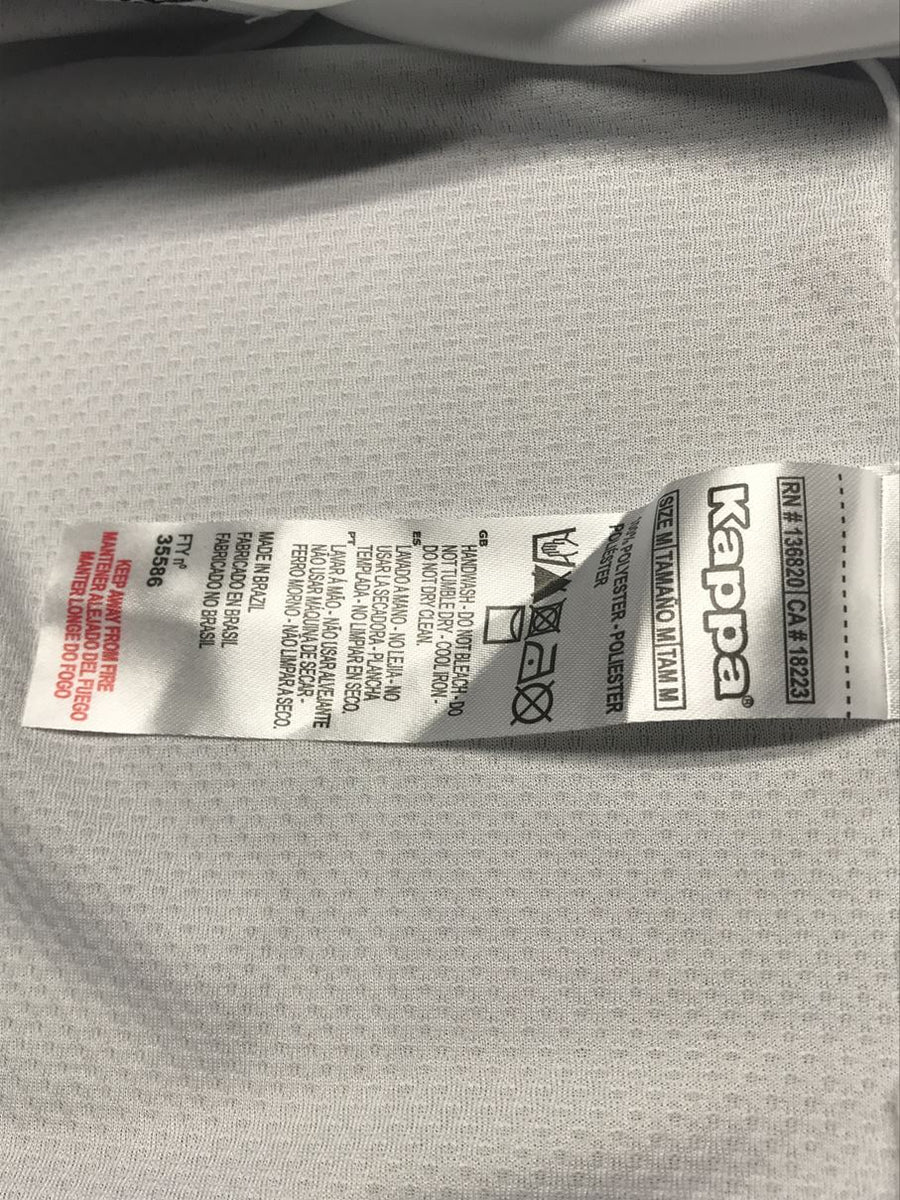 RN # 136820 | CA # 18223
Kappa®
SIZE M | TAMAÑO M | TAM M
100% POLYESTER - POLIESTER
POLIÉSTER
GB
HANDWASH - DO NOT BLEACH - DO
NOT TUMBLE DRY - COOL IRON -
DO NOT DRY CLEAN.
ES
LAVADO A MANO - NO LEJIA - NO
USAR LA SECADORA - PLANCHA
TEMPLADA - NO LIMPIAR EN SECO.
PT
LAVAR À MÃO - NÃO USAR ALVEJANTE
NÃO USAR MÁQUINA DE SECAR -
FERRO MORNO - NÃO LIMPAR A SECO.
MADE IN BRAZIL
FABRICADO EN BRASIL
FABRICADO NO BRASIL
FTY nº
35586
KEEP AWAY FROM FIRE
MANTENER ALEJADO DEL FUEGO
MANTER LONGE DO FOGO